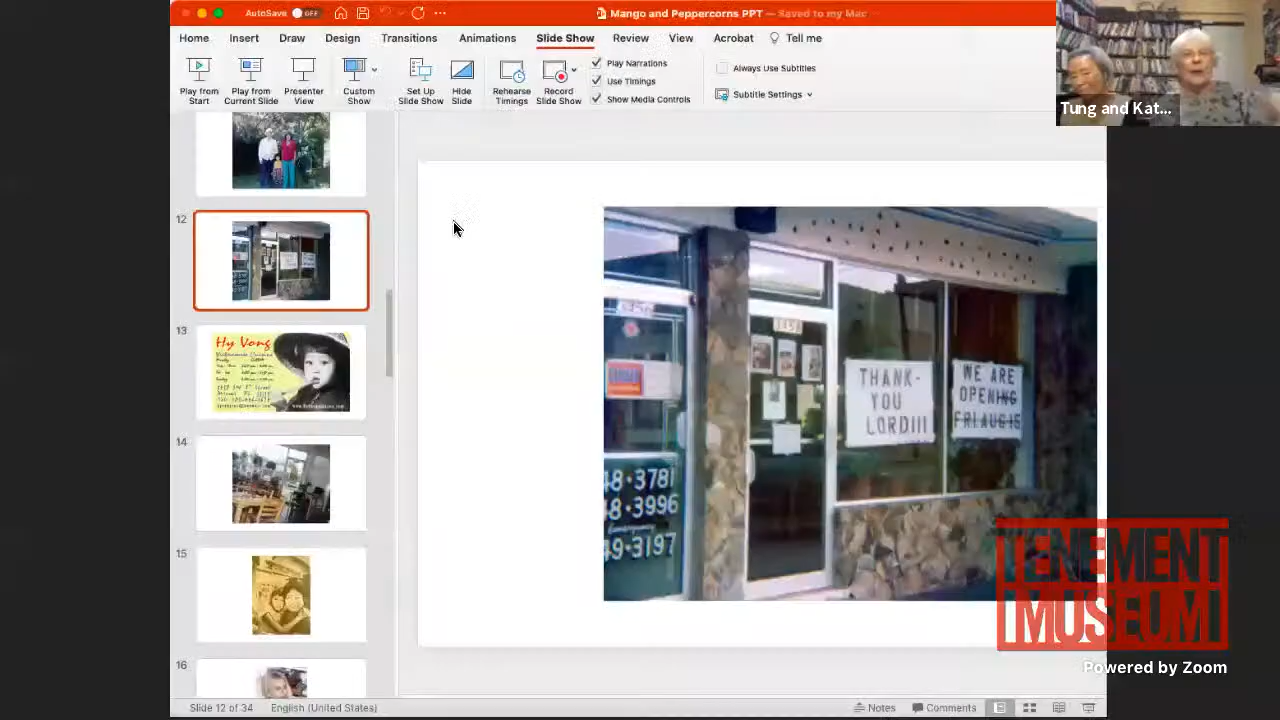 AutoSave OFF
Mango and Peppercorns PPT — Saved to my Mac
Home Insert Draw Design Transitions Animations Slide Show Review View Acrobat Tell me
Play from Start
Play from Current Slide
Presenter View
Custom Show
Set Up Slide Show
Hide Slide
Rehearse Timings
Record Slide Show
Play Narrations
Use Timings
Show Media Controls
Always Use Subtitles
Subtitle Settings
Tung and Kat...
12
13
Hy Vong
14
15
16
3454
THANK-
YOU
LORD!!!
WE ARE
OPENING
FRI AUG 15
48·3781
48·3996
49·3197
TENEMENT
MUSEUM
Powered by Zoom
Slide 12 of 34 English (United States) Notes Comments